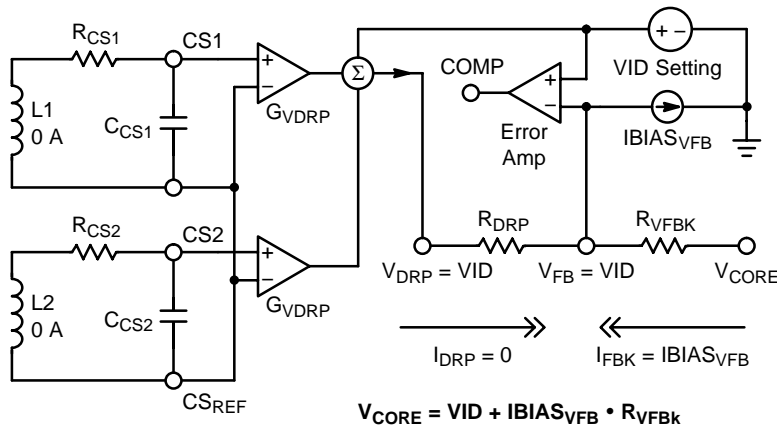 R_CS1
CS1
+
−
G_VDRP
Σ
L1
0 A
C_CS1
COMP
+
−
Error
Amp
+ −
VID Setting
IBIAS_VFB
R_CS2
CS2
+
−
G_VDRP
L2
0 A
C_CS2
CS_REF
R_DRP
R_VFBK
V_DRP = VID
V_FB = VID
V_CORE
I_DRP = 0
I_FBK = IBIAS_VFB
V_CORE = VID + IBIAS_VFB • R_VFBk